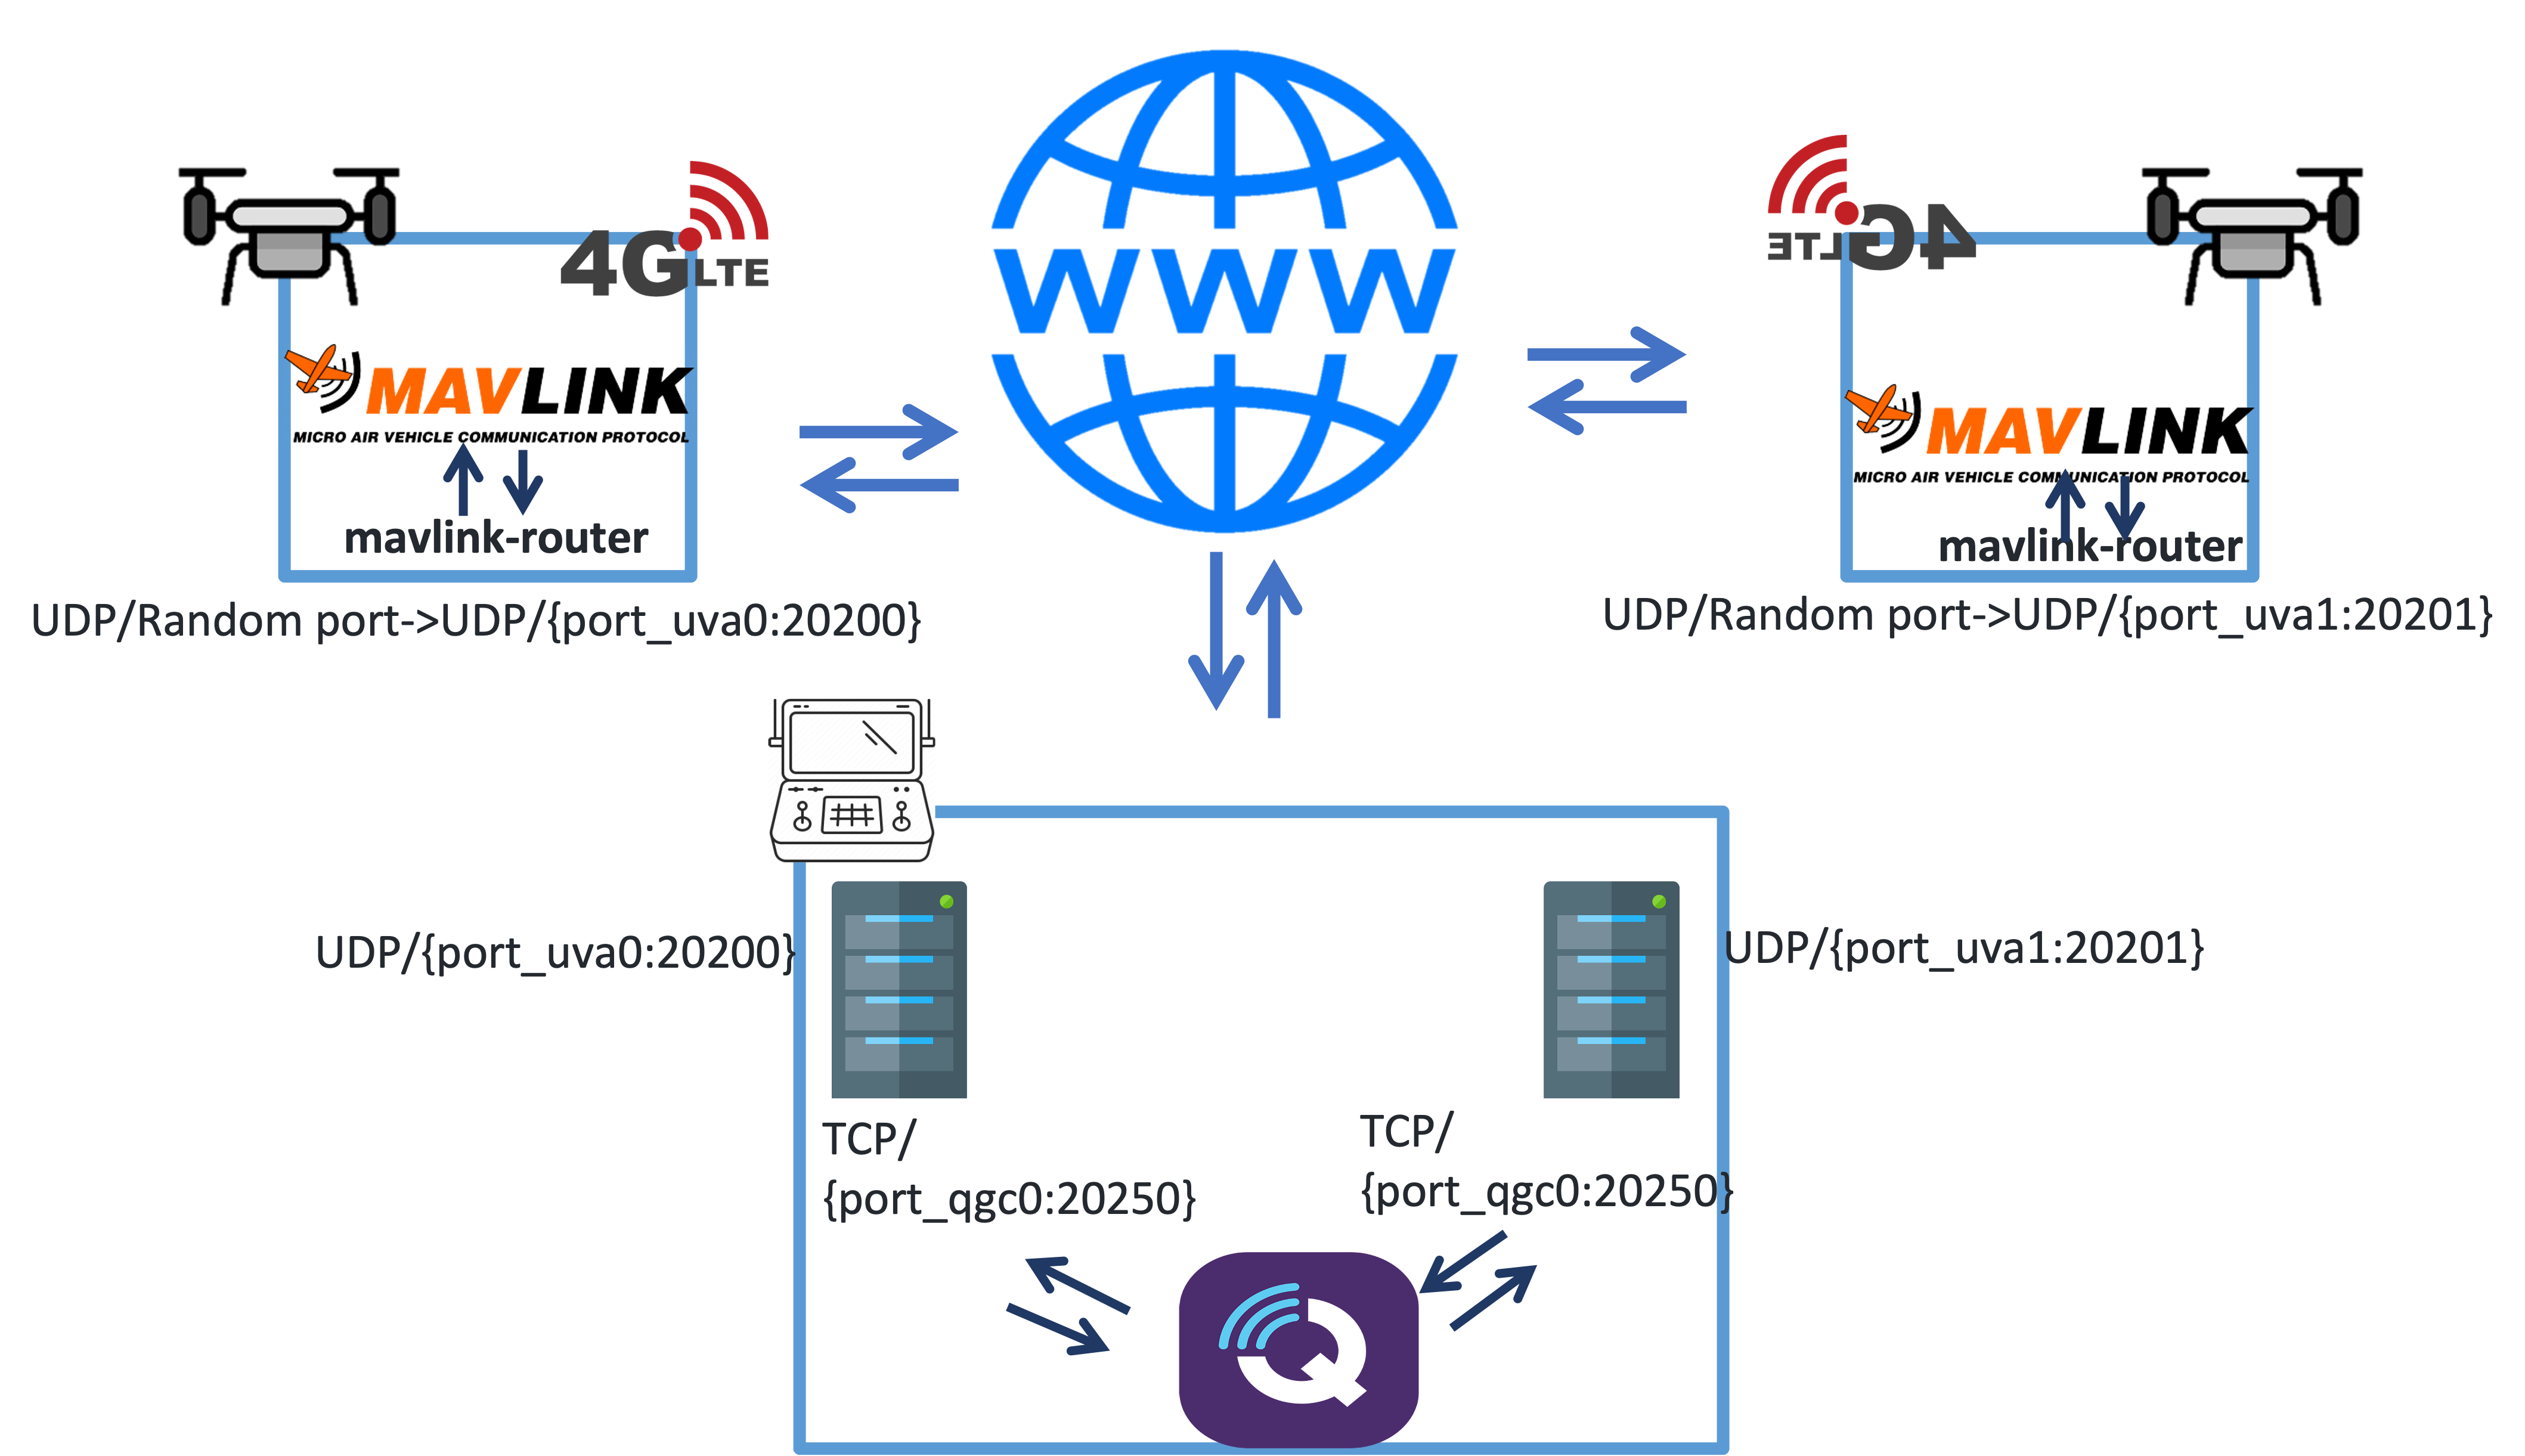 WWW
4G LTE
4G LTE
MAVLINK
MICRO AIR VEHICLE COMMUNICATION PROTOCOL
mavlink-router
MAVLINK
MICRO AIR VEHICLE COMMUNICATION PROTOCOL
mavlink-router
UDP/Random port->UDP/{port_uva0:20200}
UDP/Random port->UDP/{port_uva1:20201}
UDP/{port_uva0:20200}
UDP/{port_uva1:20201}
TCP/
{port_qgc0:20250}
TCP/
{port_qgc0:20250}
Q